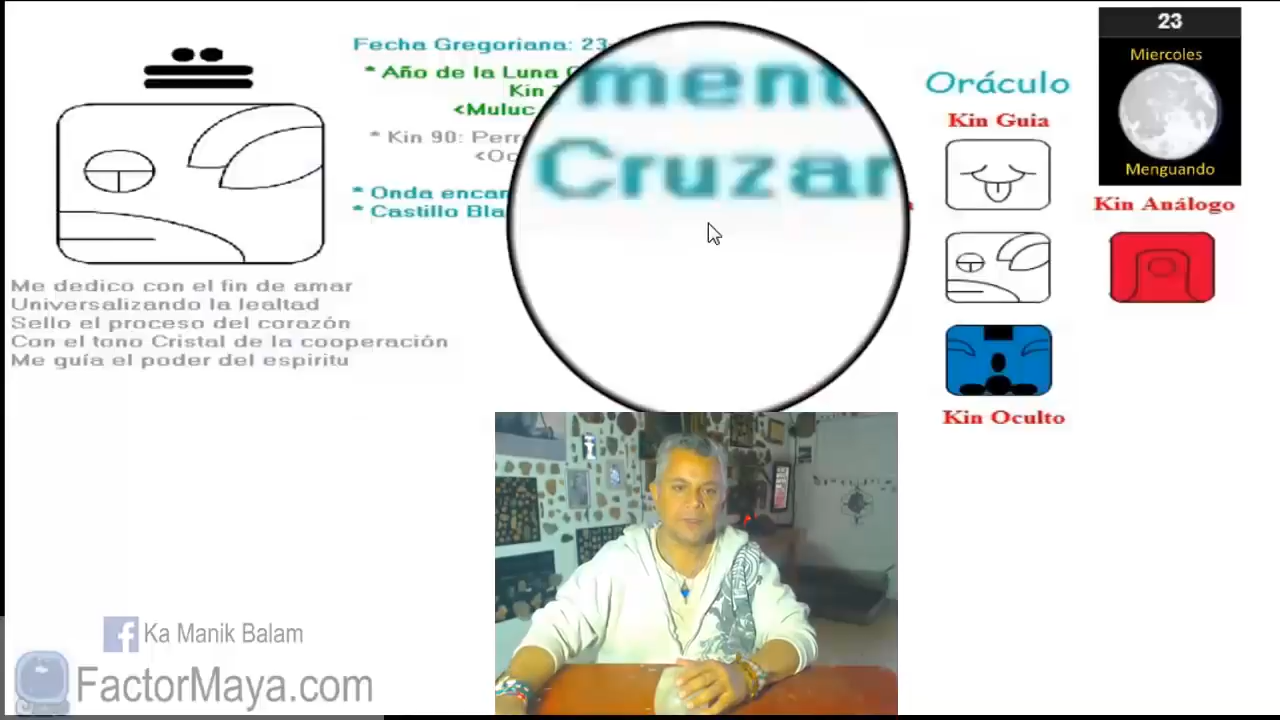 Fecha Gregoriana: 23
* Año de la Luna
Kin
<Muluc
* Kin 90: Perr
<Oc
* Onda encan
* Castillo Bla
ment
Cruzar
Me dedico con el fin de amar
Universalizando la lealtad
Sello el proceso del corazón
Con el tono Cristal de la cooperación
Me guía el poder del espiritu
Oráculo
Kin Guia
Kin Análogo
Kin Oculto
23
Miercoles
Menguando
Ka Manik Balam
FactorMaya.com